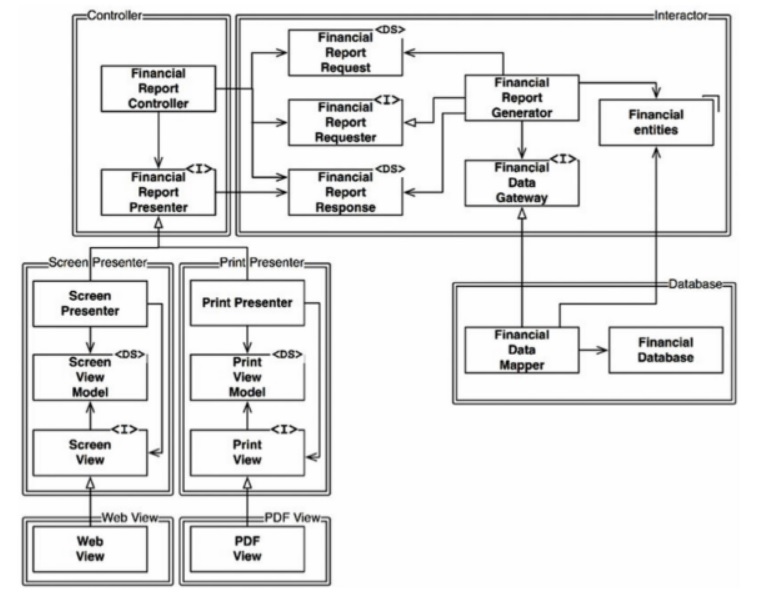 Controller
Interactor
Financial
Report
Controller
<I>
Financial
Report
Presenter
<DS>
Financial
Report
Request
<I>
Financial
Report
Requester
<DS>
Financial
Report
Response
Financial
Report
Generator
<I>
Financial
Data
Gateway
Financial
entities
Screen Presenter
Screen
Presenter
<DS>
Screen
View
Model
<I>
Screen
View
Print Presenter
Print Presenter
<DS>
Print
View
Model
<I>
Print
View
Database
Financial
Data
Mapper
Financial
Database
Web View
Web
View
PDF View
PDF
View